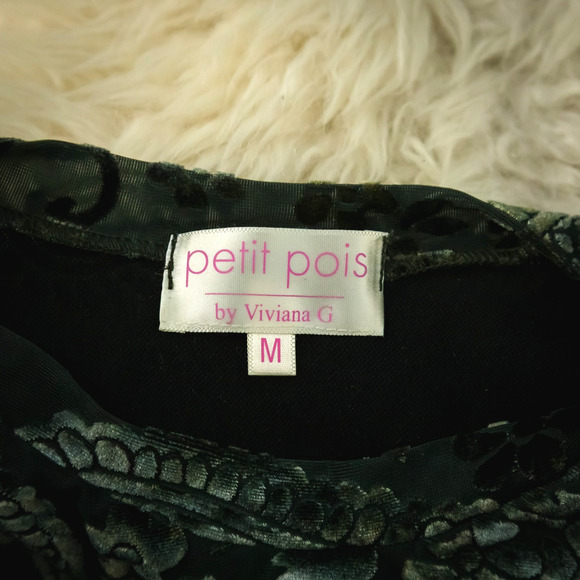 petit pois
by Viviana G
M